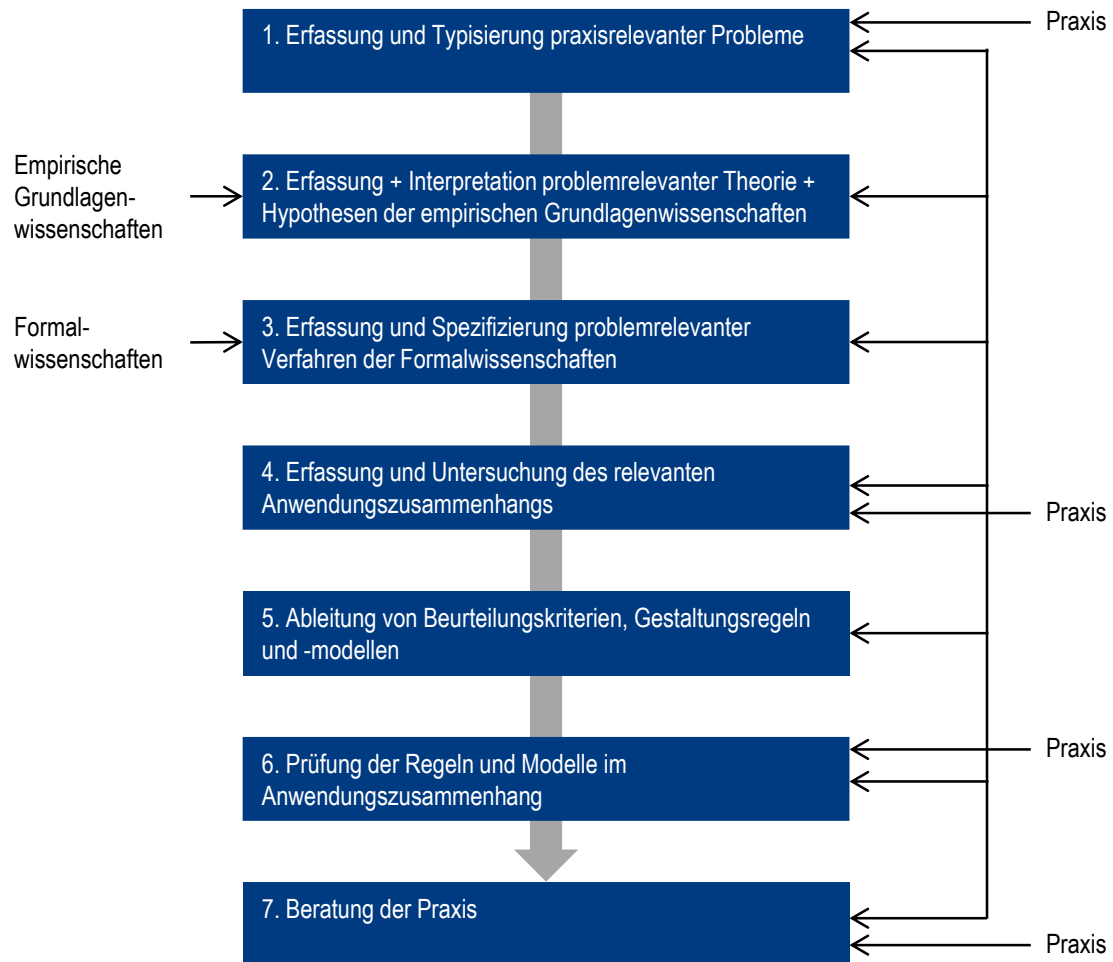 1. Erfassung und Typisierung praxisrelevanter Probleme
Praxis
Empirische
Grundlagen-
wissenschaften
2. Erfassung + Interpretation problemrelevanter Theorie +
Hypothesen der empirischen Grundlagenwissenschaften
Formal-
wissenschaften
3. Erfassung und Spezifizierung problemrelevanter
Verfahren der Formalwissenschaften
4. Erfassung und Untersuchung des relevanten
Anwendungszusammenhangs
Praxis
5. Ableitung von Beurteilungskriterien, Gestaltungsregeln
und -modellen
6. Prüfung der Regeln und Modelle im
Anwendungszusammenhang
Praxis
7. Beratung der Praxis
Praxis